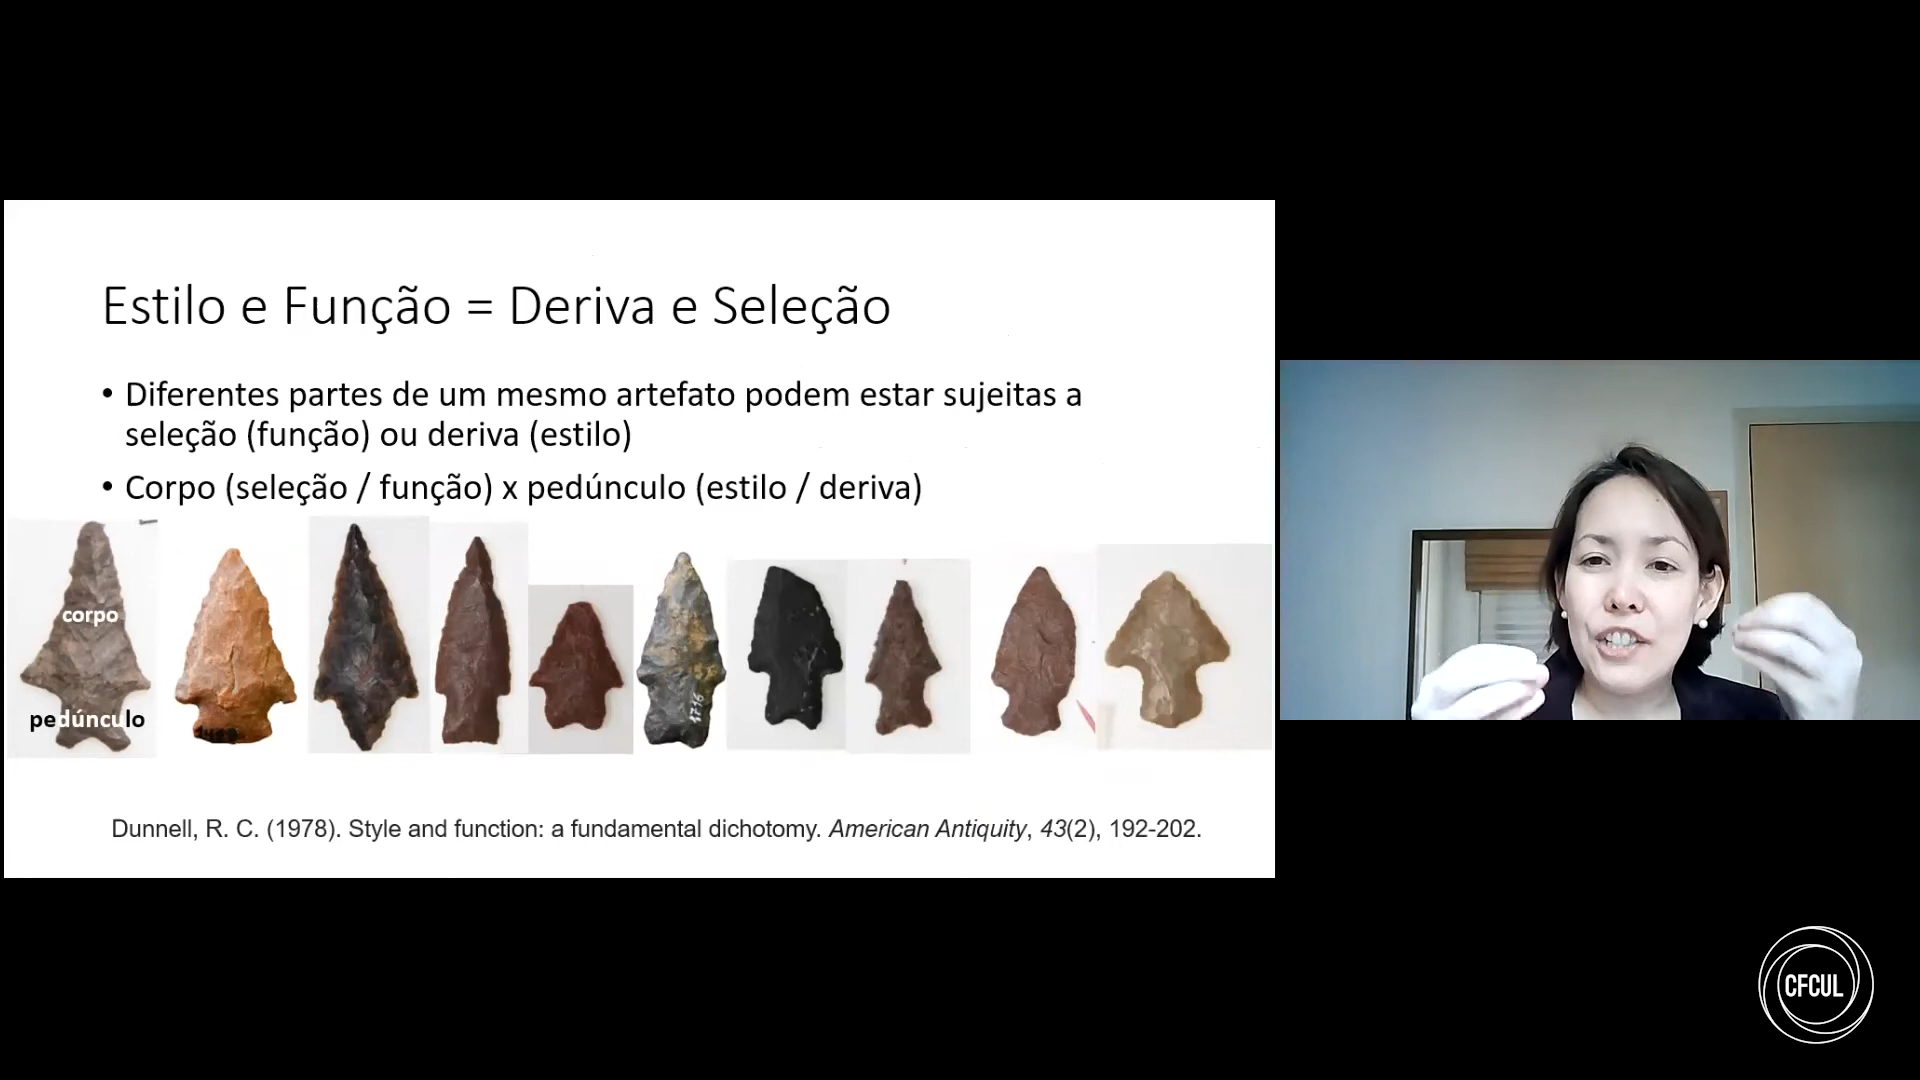 Estilo e Função = Deriva e Seleção
• Diferentes partes de um mesmo artefato podem estar sujeitas a
seleção (função) ou deriva (estilo)
• Corpo (seleção / função) x pedúnculo (estilo / deriva)
corpo
pedúnculo
1716
Dunnell, R. C. (1978). Style and function: a fundamental dichotomy. American Antiquity, 43(2), 192-202.
CFCUL